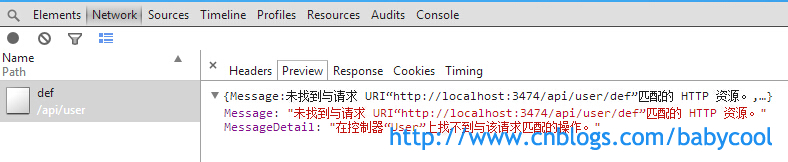 Elements Network Sources Timeline Profiles Resources Audits Console
Name
Path
def
/api/user
× Headers Preview Response Cookies Timing
▼ {Message:未找到与请求 URI“http://localhost:3474/api/user/def”匹配的 HTTP 资源。,…}
Message: "未找到与请求 URI“http://localhost:3474/api/user/def”匹配的 HTTP 资源。"
MessageDetail: "在控制器“User”上找不到与该请求匹配的操作。"
http://www.cnblogs.com/babycool